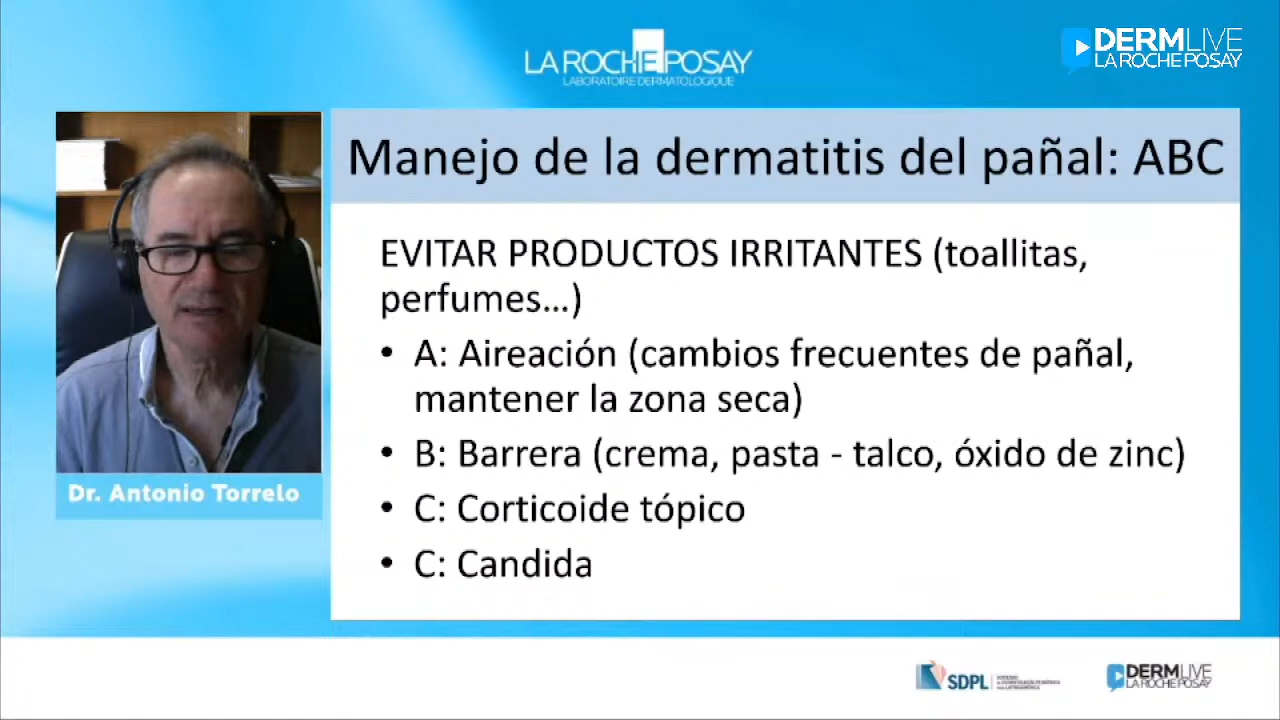 LA ROCHE POSAY
LABORATOIRE DERMATOLOGIQUE
DERMLIVE
LA ROCHE POSAY
Manejo de la dermatitis del pañal: ABC
EVITAR PRODUCTOS IRRITANTES (toallitas,
perfumes...)
• A: Aireación (cambios frecuentes de pañal,
mantener la zona seca)
• B: Barrera (crema, pasta - talco, óxido de zinc)
• C: Corticoide tópico
• C: Candida
Dr. Antonio Torrelo
SDPL
DERMLIVE
LA ROCHE POSAY